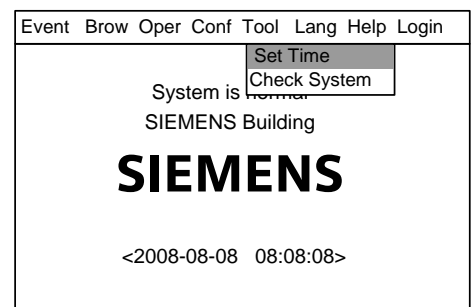 Event Brow Oper Conf Tool Lang Help Login
Set Time
Check System
System is normal
SIEMENS Building
SIEMENS
<2008-08-08 08:08:08>